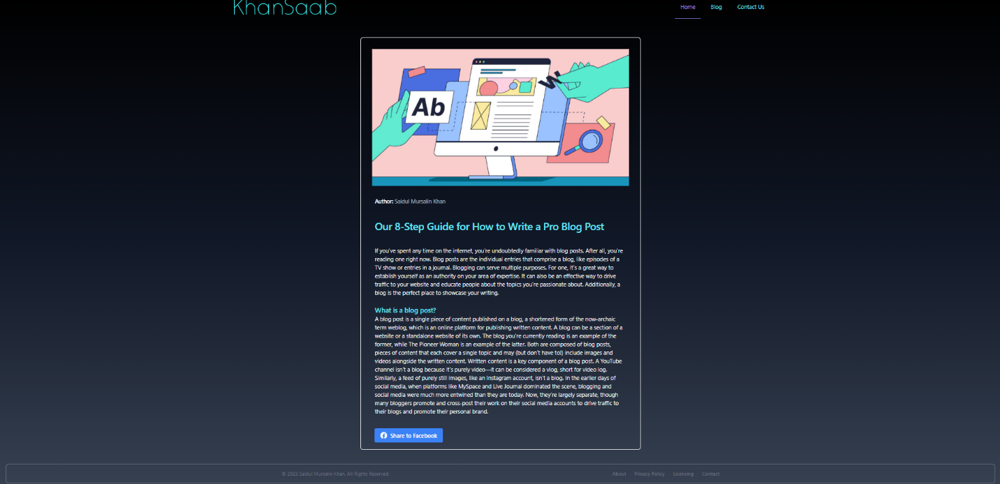 KhanSaab
Home Blog Contact Us
Ab
W
Author: Saidul Mursalin Khan
Our 8-Step Guide for How to Write a Pro Blog Post
If you've spent any time on the internet, you're undoubtedly familiar with blog posts. After all, you're
reading one right now. Blog posts are the individual entries that comprise a blog, like episodes of a
TV show or entries in a journal. Blogging can serve multiple purposes. For one, it's a great way to
establish yourself as an authority on your area of expertise. It can also be an effective way to drive
traffic to your website and educate people about the topics you're passionate about. Additionally, a
blog is the perfect place to showcase your writing.
What is a blog post?
A blog post is a single piece of content published on a blog, a shortened form of the now-archaic
term weblog, which is an online platform for publishing written content. A blog can be a section of a
website or a standalone website of its own. The blog you're currently reading is an example of the
former, while The Pioneer Woman is an example of the latter. Both are composed of blog posts,
pieces of content that each cover a single topic and may (but don't have to!) include images and
videos alongside the written content. Written content is a key component of a blog post. A YouTube
channel isn't a blog because it's purely video—it can be considered a vlog, short for video log.
Similarly, a feed of purely still images, like an Instagram account, isn't a blog. In the earlier days of
social media, when platforms like MySpace and Live Journal dominated the scene, blogging and
social media were much more entwined than they are today. Now, they're largely separate, though
many bloggers promote and cross-post their work on their social media accounts to drive traffic to
their blogs and promote their personal brand.
Share to Facebook
© 2023 Saidul Mursalin Khan. All Rights Reserved.
About Privacy Policy Licensing Contact